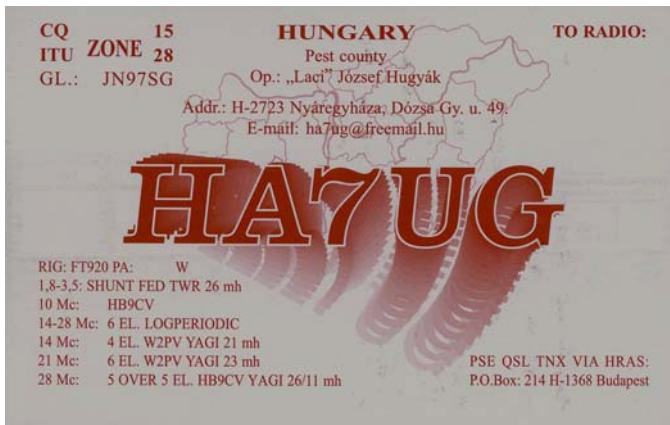 CQ ZONE 15
ITU 28
GL.: JN97SG
HUNGARY
Pest county
Op.: „Laci” József Hugyák
Addr.: H-2723 Nyáregyháza, Dózsa Gy. u. 49.
E-mail: ha7ug@freemail.hu
TO RADIO:
HA7UG
RIG: FT920 PA: W
1,8-3,5: SHUNT FED TWR 26 mh
10 Mc: HB9CV
14-28 Mc: 6 EL. LOGPERIODIC
14 Mc: 4 EL. W2PV YAGI 21 mh
21 Mc: 6 EL. W2PV YAGI 23 mh
28 Mc: 5 OVER 5 EL. HB9CV YAGI 26/11 mh
PSE QSL TNX VIA HRAS:
P.O.Box: 214 H-1368 Budapest